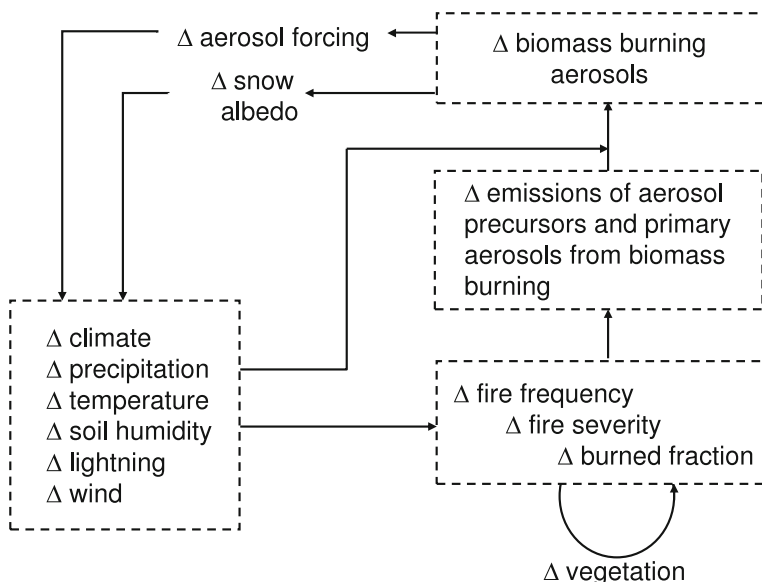 Δ aerosol forcing
Δ snow
albedo
Δ biomass burning
aerosols
Δ emissions of aerosol
precursors and primary
aerosols from biomass
burning
Δ climate
Δ precipitation
Δ temperature
Δ soil humidity
Δ lightning
Δ wind
Δ fire frequency
Δ fire severity
Δ burned fraction
Δ vegetation